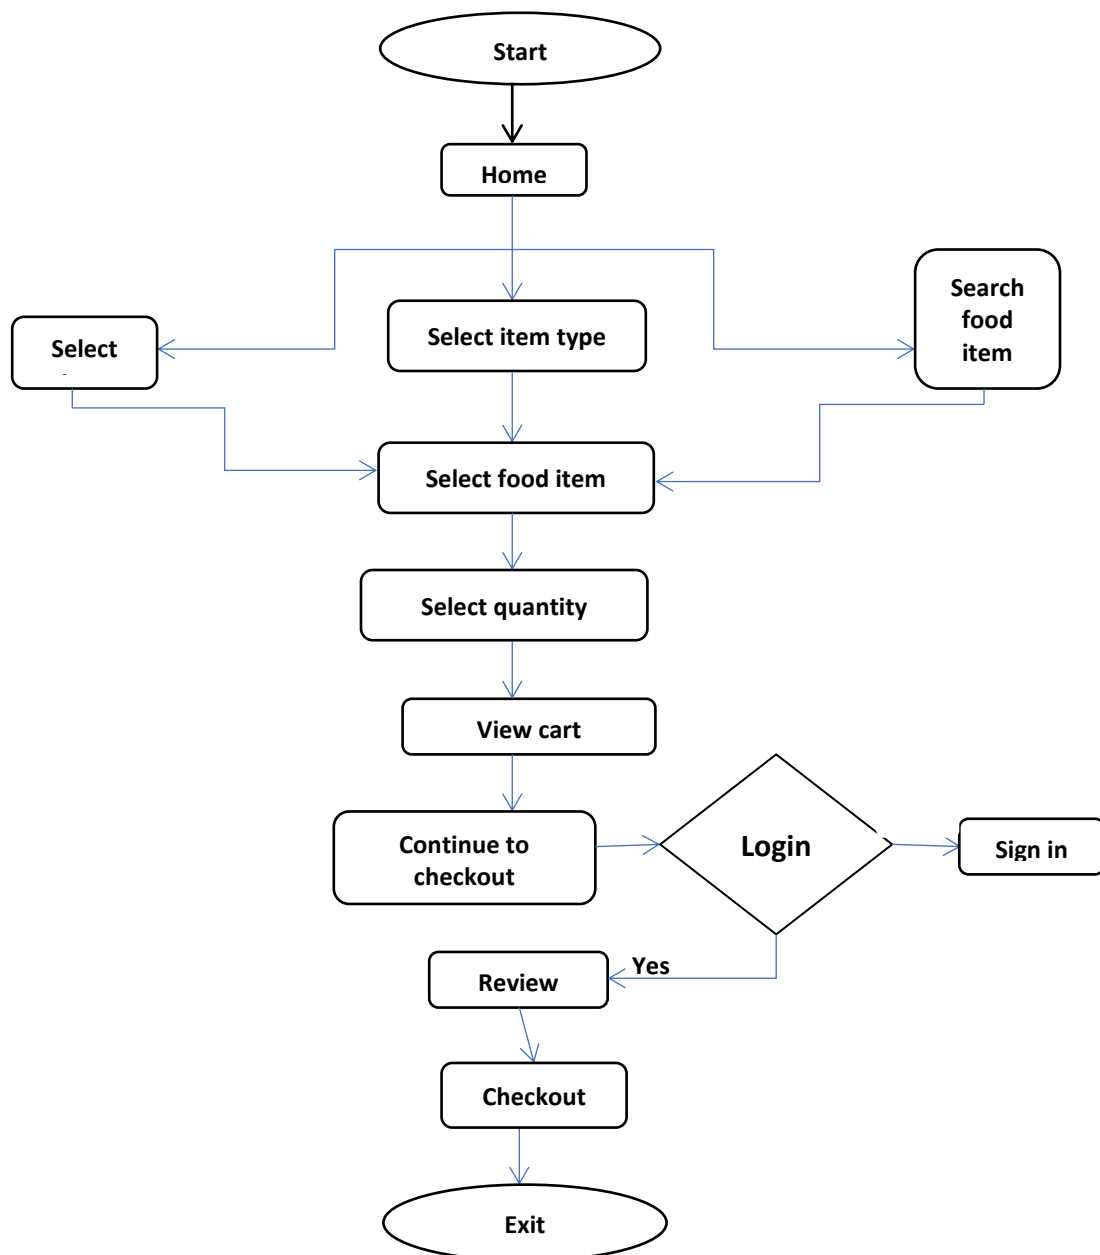 Start
Home
Search
food
item
Select item type
Select
Select food item
Select quantity
View cart
Continue to
checkout
Login
Sign in
Yes
Review
Checkout
Exit